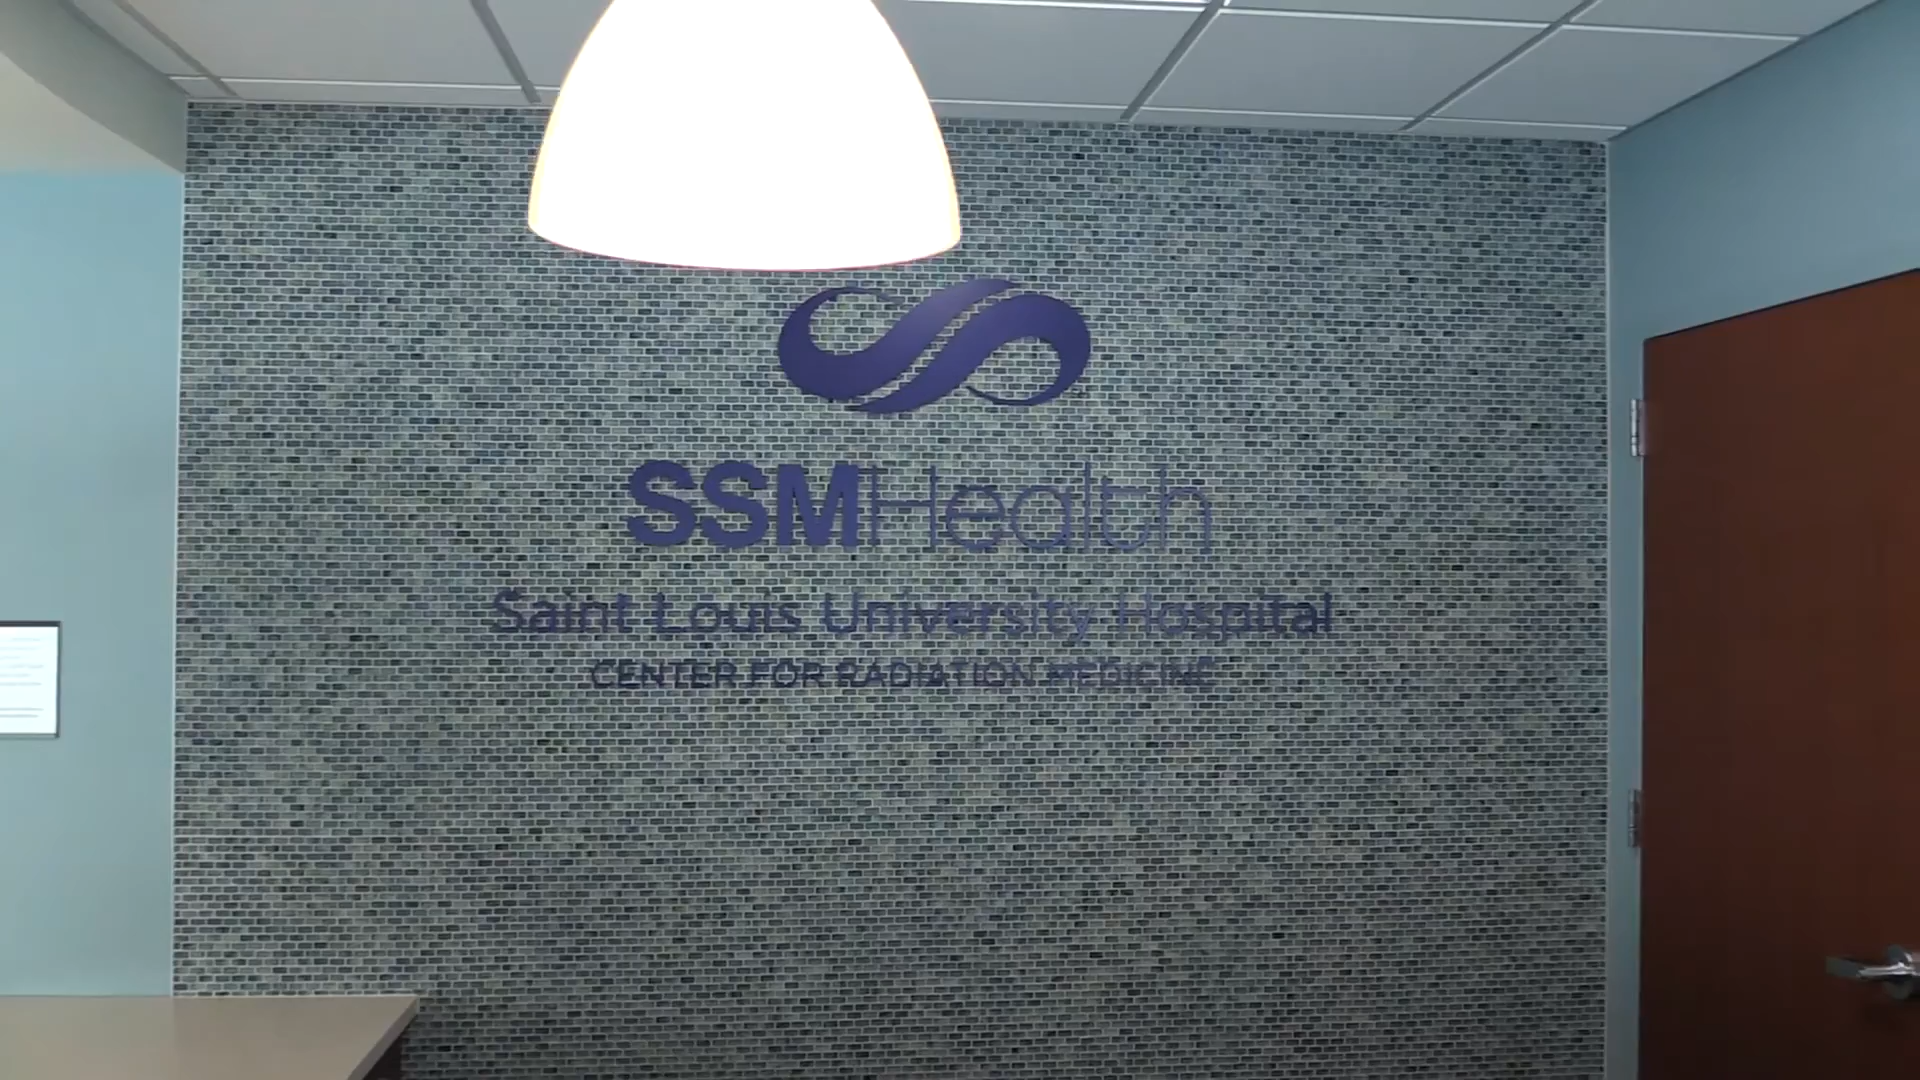 SSMHealth
Saint Louis University Hospital
CENTER FOR RADIATION MEDICINE